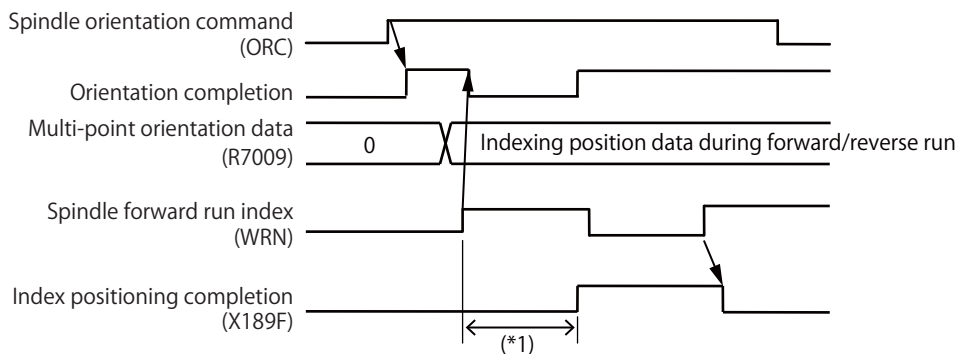 Spindle orientation command
(ORC)
Orientation completion
Multi-point orientation data
(R7009)
0
Indexing position data during forward/reverse run
Spindle forward run index
(WRN)
Index positioning completion
(X189F)
(*1)